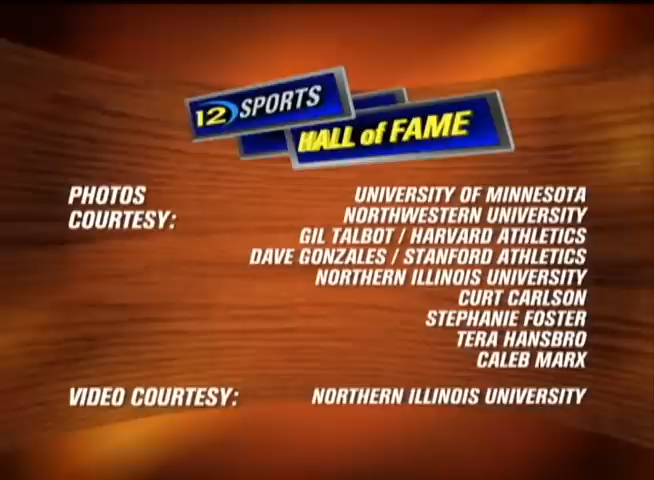 12 SPORTS
HALL of FAME
PHOTOS
COURTESY:
UNIVERSITY OF MINNESOTA
NORTHWESTERN UNIVERSITY
GIL TALBOT / HARVARD ATHLETICS
DAVE GONZALES / STANFORD ATHLETICS
NORTHERN ILLINOIS UNIVERSITY
CURT CARLSON
STEPHANIE FOSTER
TERA HANSBRO
CALEB MARX
VIDEO COURTESY: NORTHERN ILLINOIS UNIVERSITY